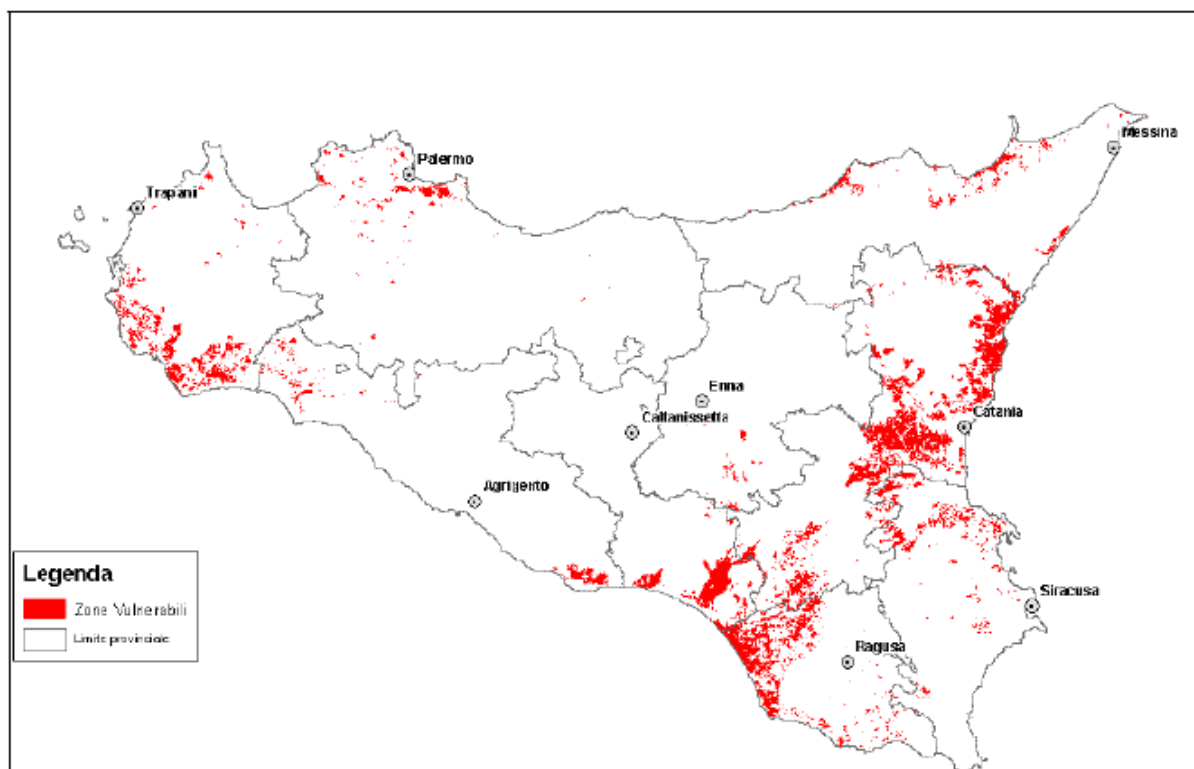 Messina
Palermo
Trapani
Enna
Caltanissetta
Catania
Agrigento
Legenda
Zone Vulnerabili
Siracusa
Limite provinciale
Ragusa